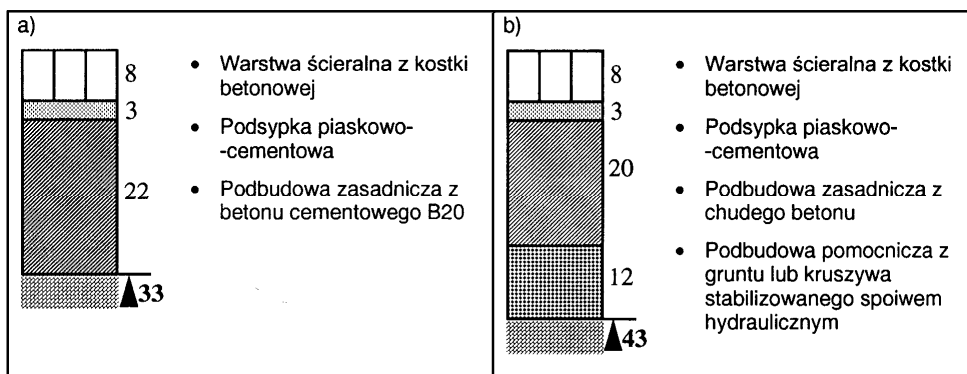 a)
8
3
22
33
• Warstwa ścieralna z kostki
betonowej
• Podsypka piaskowo-
-cementowa
• Podbudowa zasadnicza z
betonu cementowego B20
b)
8
3
20
12
43
• Warstwa ścieralna z kostki
betonowej
• Podsypka piaskowo-
-cementowa
• Podbudowa zasadnicza z
chudego betonu
• Podbudowa pomocnicza z
gruntu lub kruszywa
stabilizowanego spoiwem
hydraulicznym